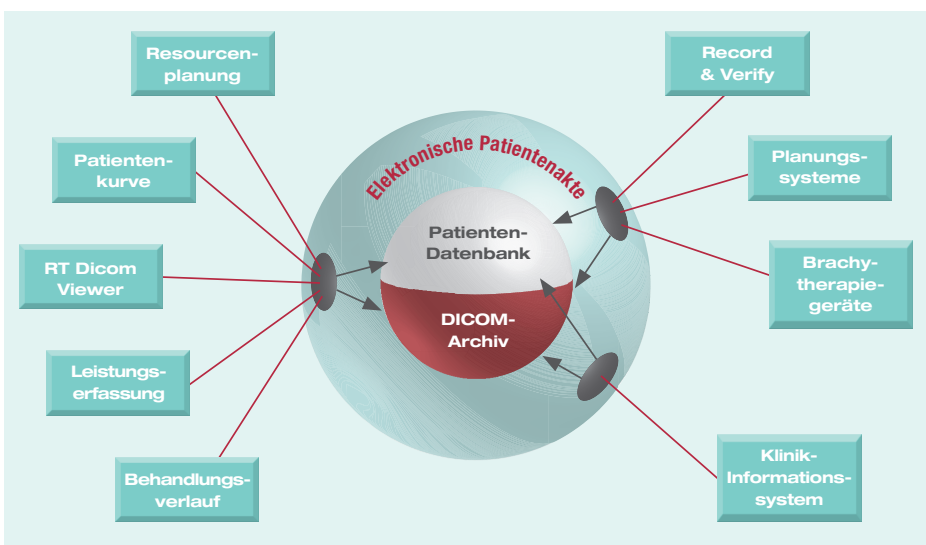 Resourcen-
planung
Patienten-
kurve
RT Dicom
Viewer
Leistungs-
erfassung
Behandlungs-
verlauf
Elektronische Patientenakte
Patienten-
Datenbank
DICOM-
Archiv
Record
& Verify
Planungs-
systeme
Brachy-
therapie-
geräte
Klinik-
Informations-
system